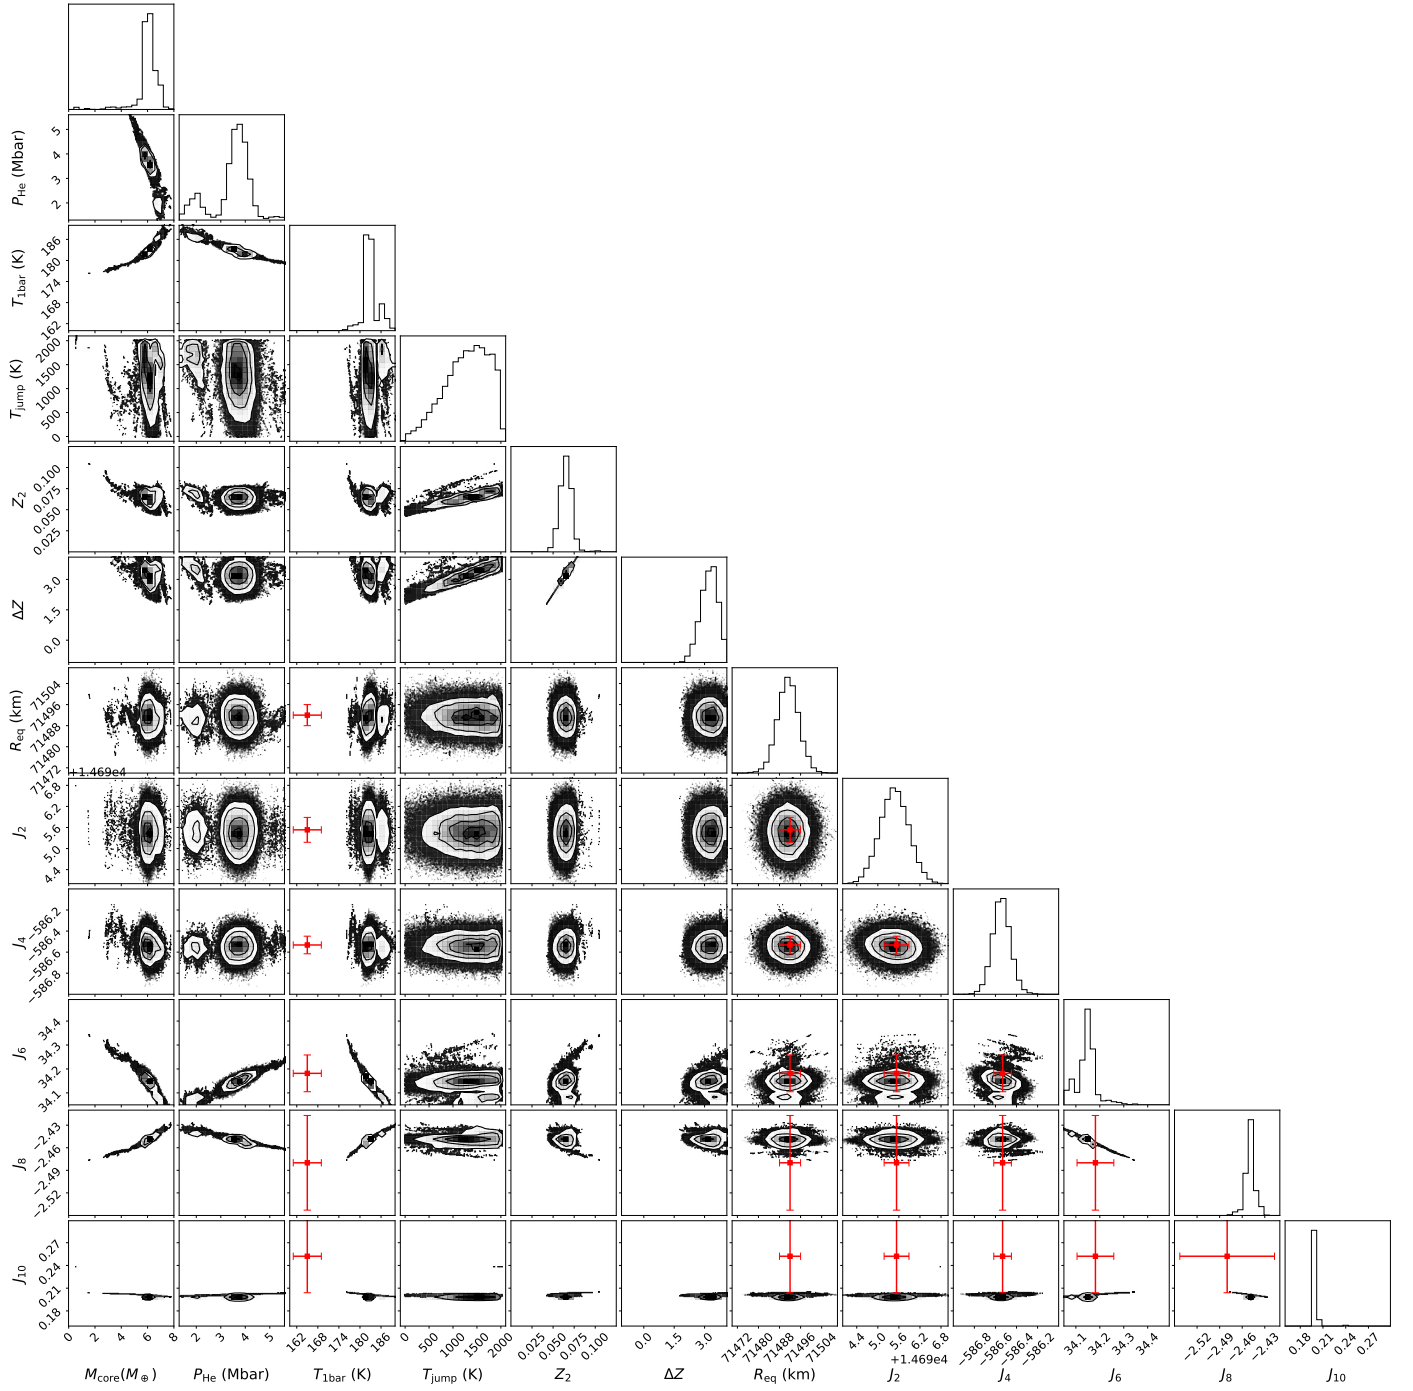 P_He (Mbar)
5
4
3
2
T_1bar (K)
186
180
174
168
162
T_jump (K)
2000
1500
1000
500
0
Z_2
0.100
0.075
0.050
0.025
ΔZ
3.0
1.5
0.0
R_eq (km)
71504
71496
71488
71480
71472
+1.469e4
J_2
6.8
6.2
5.6
5.0
4.4
J_4
−586.2
−586.4
−586.6
−586.8
J_6
34.4
34.3
34.2
34.1
J_8
−2.43
−2.46
−2.49
−2.52
J_10
0.27
0.24
0.21
0.18
0 2 4 6 8
2 3 4 5
162 168 174 180 186
0 500 1000 1500 2000
0.025 0.050 0.075 0.100
0.0 1.5 3.0
71472 71480 71488 71496 71504
4.4 5.0 5.6 6.2 6.8
−586.8 −586.6 −586.4 −586.2
34.1 34.2 34.3 34.4
−2.52 −2.49 −2.46 −2.43
0.18 0.21 0.24 0.27
+1.469e4
M_core(M_⊕) P_He (Mbar) T_1bar (K) T_jump (K) Z_2 ΔZ R_eq (km) J_2 J_4 J_6 J_8 J_10